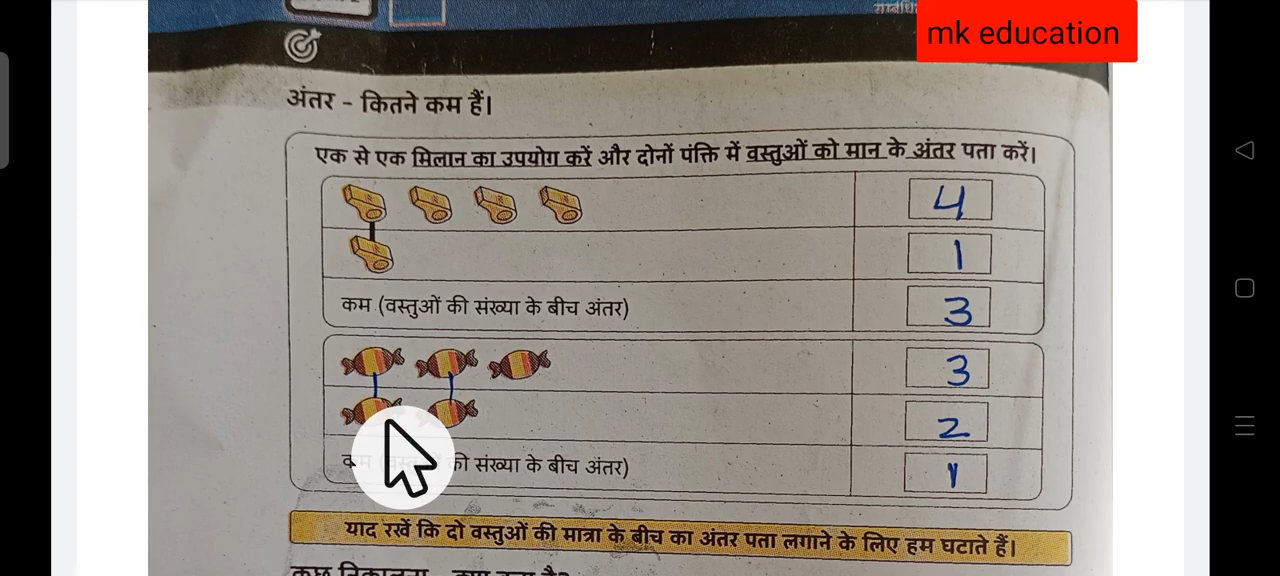 mk education
अंतर - कितने कम हैं।
एक से एक मिलान का उपयोग करें और दोनों पंक्ति में वस्तुओं को मान के अंतर पता करें।
4
1
कम (वस्तुओं की संख्या के बीच अंतर) 3
3
2
की संख्या के बीच अंतर) 1
याद रखें कि दो वस्तुओं की मात्रा के बीच का अंतर पता लगाने के लिए हम घटाते हैं।